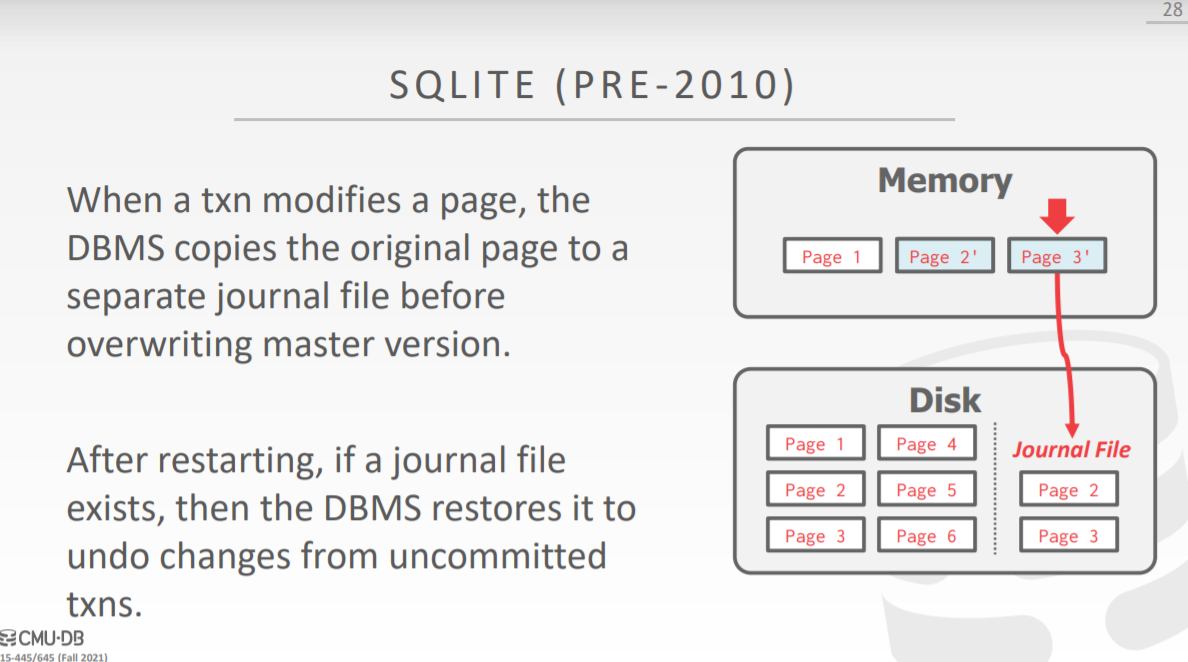 28
SQLITE (PRE-2010)
When a txn modifies a page, the
DBMS copies the original page to a
separate journal file before
overwriting master version.
After restarting, if a journal file
exists, then the DBMS restores it to
undo changes from uncommitted
txns.
Memory
Page 1 Page 2' Page 3'
Disk
Page 1 Page 4
Page 2 Page 5
Page 3 Page 6
Journal File
Page 2
Page 3
CMU·DB
15-445/645 (Fall 2021)